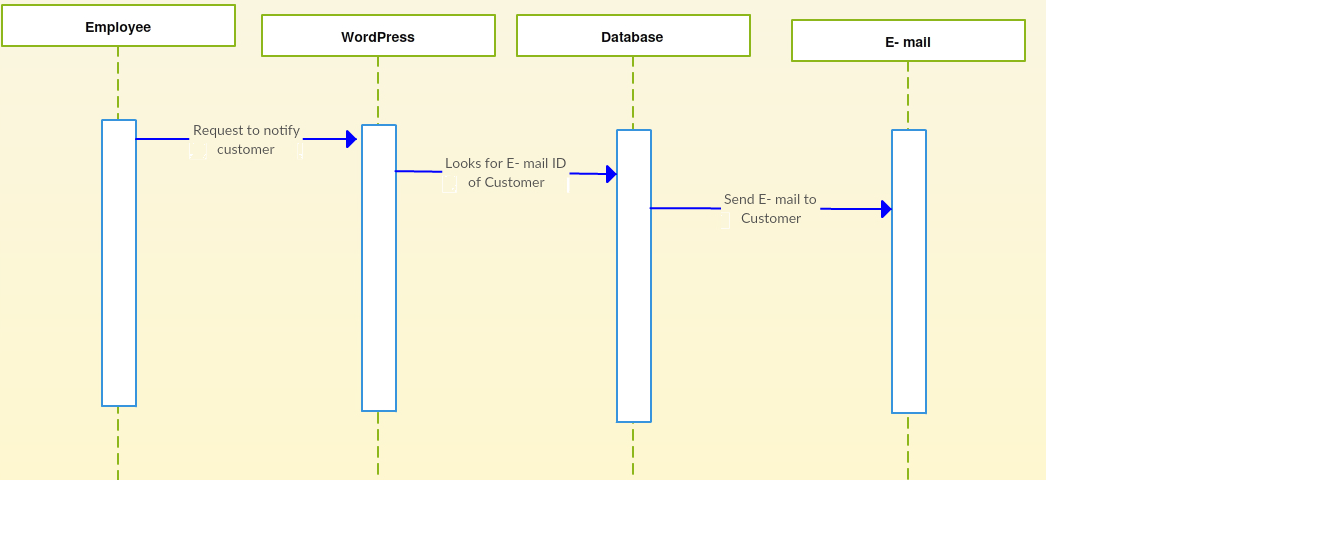 Employee
WordPress
Database
E- mail
Request to notify
customer
Looks for E- mail ID
of Customer
Send E- mail to
Customer